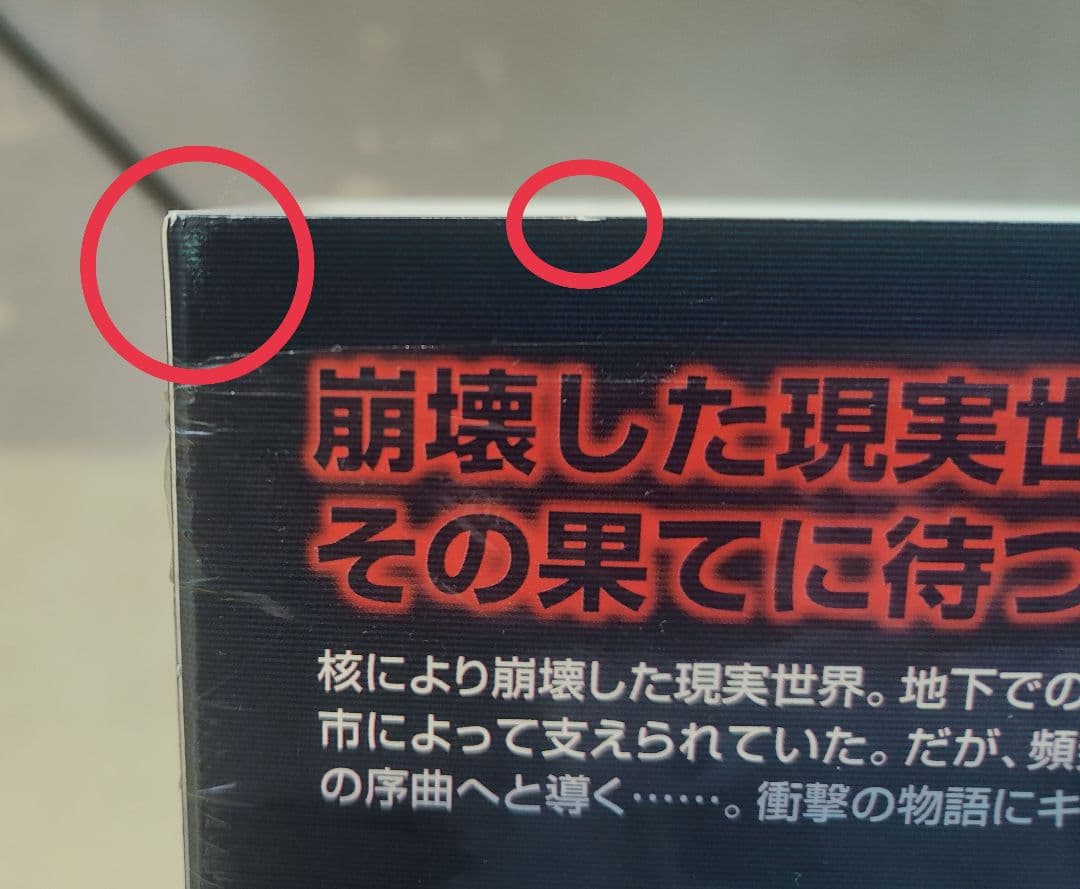 崩壊した現実世
その果てに待つ
核により崩壊した現実世界。地下での
市によって支えられていた。だが、頻
の序曲へと導く……。衝撃の物語にキ